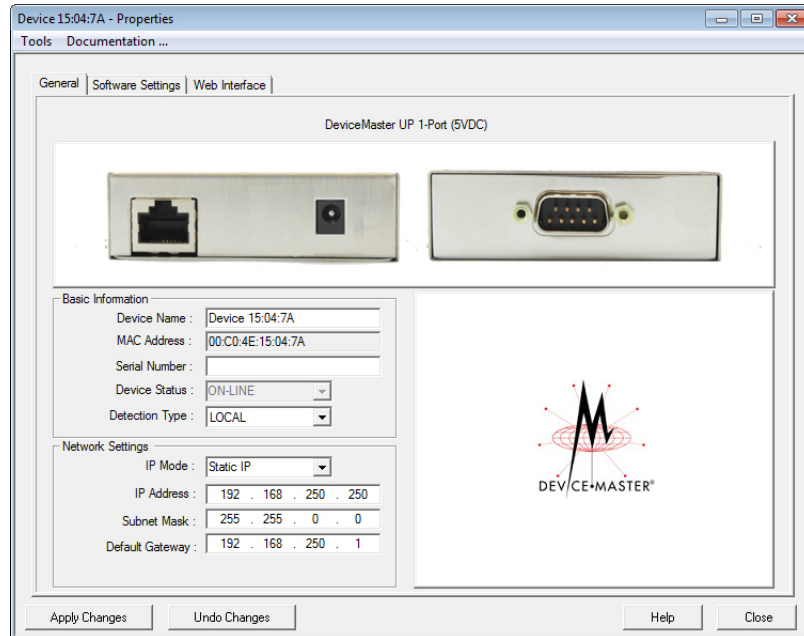 Device 15:04:7A - Properties
Tools Documentation ...
General Software Settings Web Interface
DeviceMaster UP 1-Port (5VDC)
Basic Information
Device Name : Device 15:04:7A
MAC Address : 00:C0:4E:15:04:7A
Serial Number :
Device Status : ON-LINE
Detection Type : LOCAL
Network Settings
IP Mode : Static IP
IP Address : 192 . 168 . 250 . 250
Subnet Mask : 255 . 255 . 0 . 0
Default Gateway : 192 . 168 . 250 . 1
DEVICE•MASTER®
Apply Changes Undo Changes Help Close